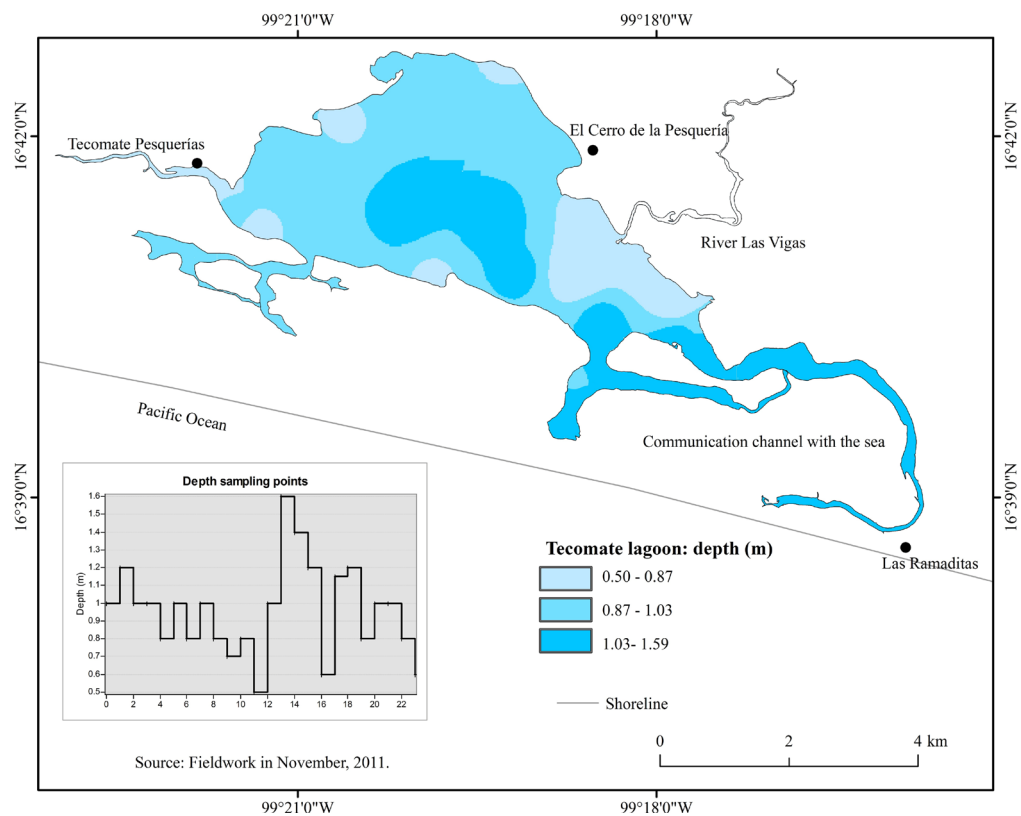 99°21'0"W
99°18'0"W
16°42'0"N
16°42'0"N
El Cerro de la Pesquería
Tecomate Pesquerías
River Las Vigas
Pacific Ocean
Communication channel with the sea
16°39'0"N
16°39'0"N
Depth sampling points
Depth (m)
1.6
1.5
1.4
1.3
1.2
1.1
1
0.9
0.8
0.7
0.6
0.5
0 2 4 6 8 10 12 14 16 18 20 22
Tecomate lagoon: depth (m)
0.50 - 0.87
0.87 - 1.03
1.03- 1.59
Las Ramaditas
Shoreline
0 2 4 km
Source: Fieldwork in November, 2011.
99°21'0"W
99°18'0"W